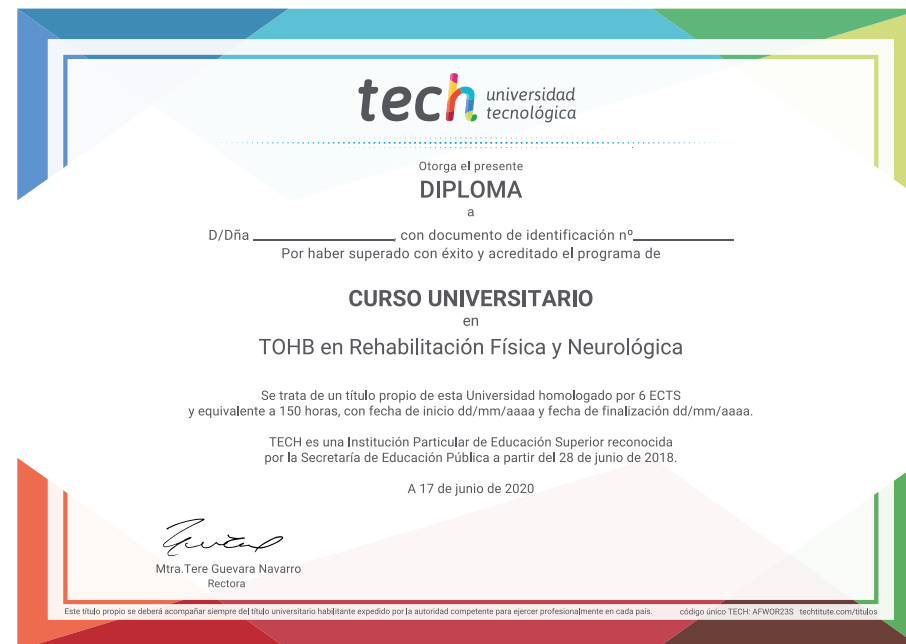 tech universidad
tecnológica
Otorga el presente
DIPLOMA
a
D/Dña ________________, con documento de identificación nº____________
Por haber superado con éxito y acreditado el programa de
CURSO UNIVERSITARIO
en
TOHB en Rehabilitación Física y Neurológica
Se trata de un título propio de esta Universidad homologado por 6 ECTS
y equivalente a 150 horas, con fecha de inicio dd/mm/aaaa y fecha de finalización dd/mm/aaaa.
TECH es una Institución Particular de Educación Superior reconocida
por la Secretaría de Educación Pública a partir del 28 de junio de 2018.
A 17 de junio de 2020
Mtra.Tere Guevara Navarro
Rectora
Este título propio se deberá acompañar siempre del título universitario habilitante expedido por la autoridad competente para ejercer profesionalmente en cada país. código único TECH: AFWOR23S techtitute.com/titulos